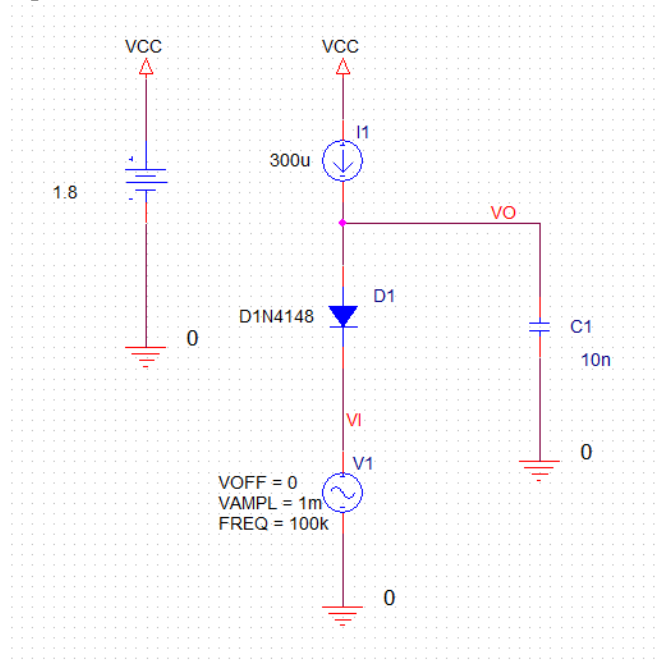 VCC
VCC
I1
300u
1.8
VO
D1
D1N4148
C1
10n
0
VI
V1
0
VOFF = 0
VAMPL = 1m
FREQ = 100k
0